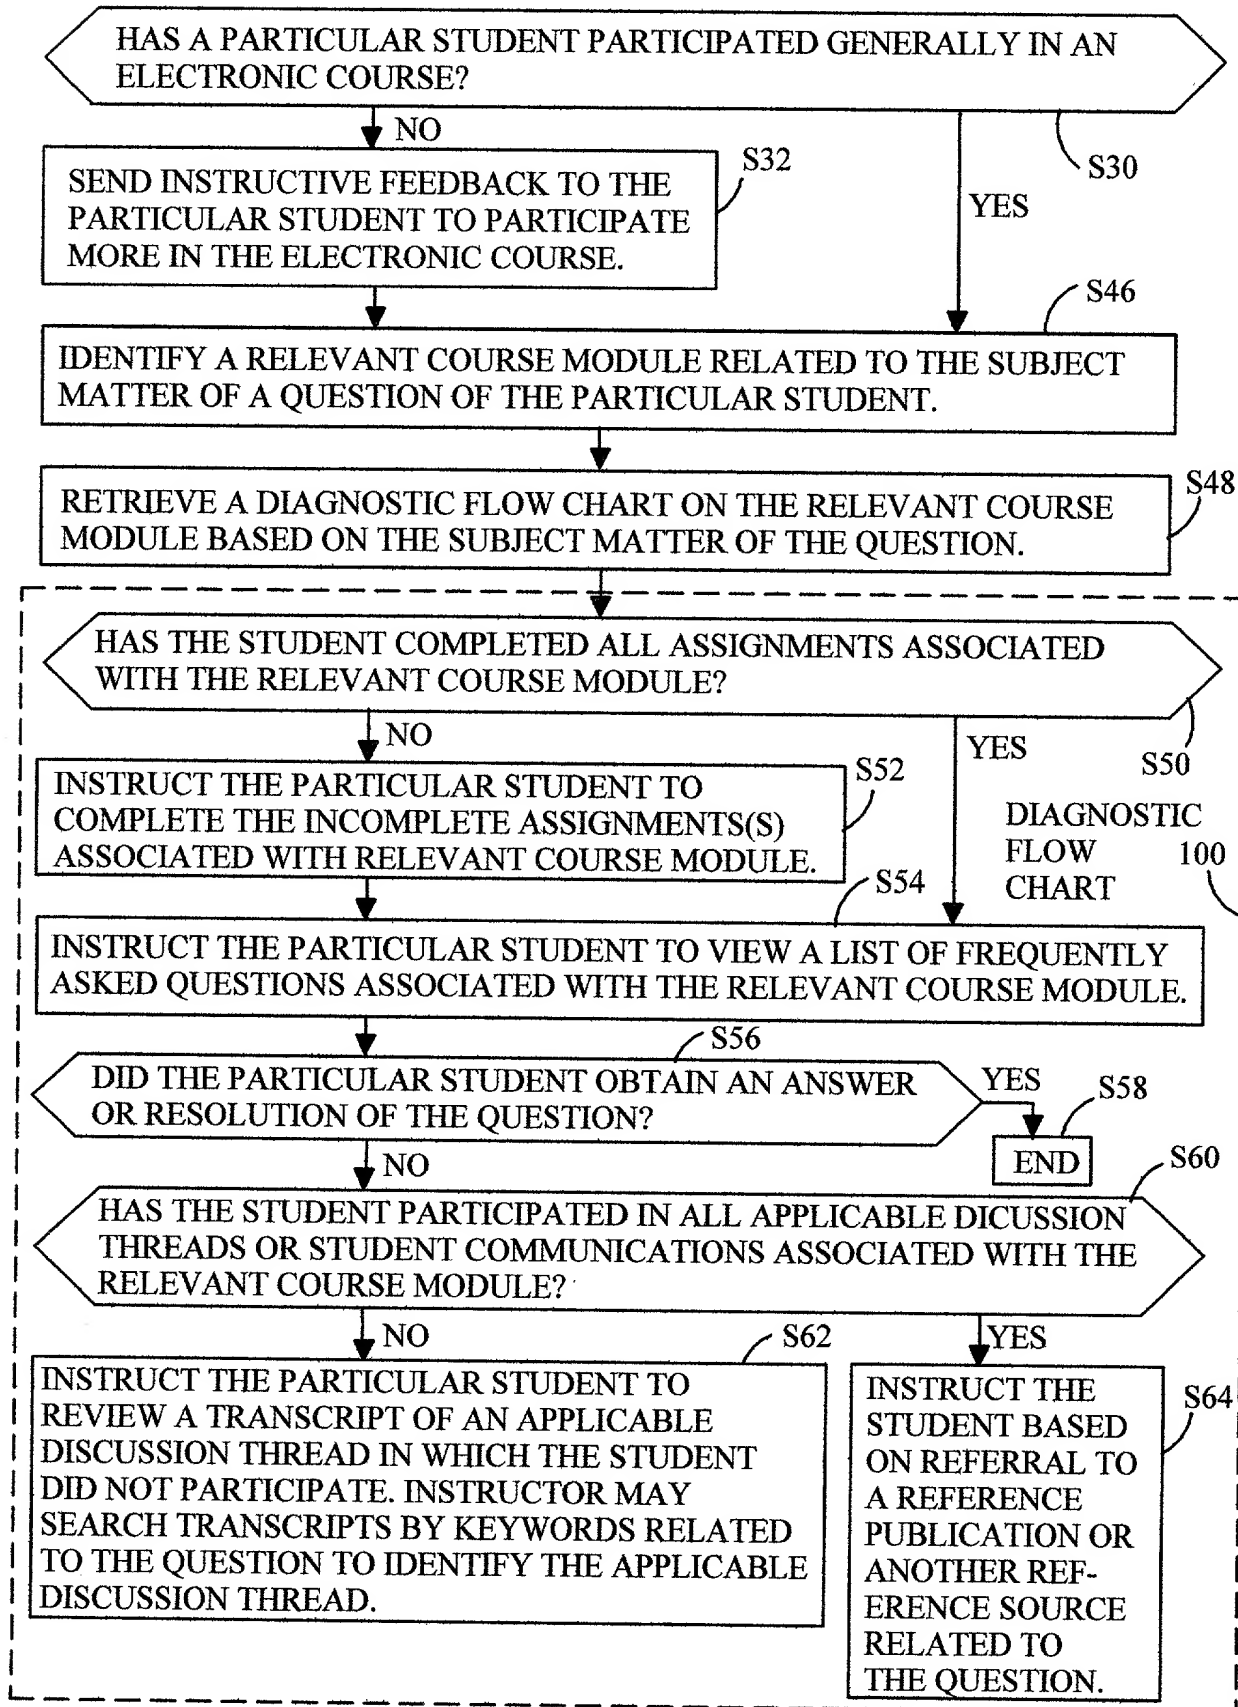 HAS A PARTICULAR STUDENT PARTICIPATED GENERALLY IN AN
ELECTRONIC COURSE?
NO
S30
YES
S32
SEND INSTRUCTIVE FEEDBACK TO THE
PARTICULAR STUDENT TO PARTICIPATE
MORE IN THE ELECTRONIC COURSE.
S46
IDENTIFY A RELEVANT COURSE MODULE RELATED TO THE SUBJECT
MATTER OF A QUESTION OF THE PARTICULAR STUDENT.
S48
RETRIEVE A DIAGNOSTIC FLOW CHART ON THE RELEVANT COURSE
MODULE BASED ON THE SUBJECT MATTER OF THE QUESTION.
HAS THE STUDENT COMPLETED ALL ASSIGNMENTS ASSOCIATED
WITH THE RELEVANT COURSE MODULE?
NO
YES
S50
S52
INSTRUCT THE PARTICULAR STUDENT TO
COMPLETE THE INCOMPLETE ASSIGNMENTS(S)
ASSOCIATED WITH RELEVANT COURSE MODULE.
DIAGNOSTIC
FLOW 100
CHART
S54
INSTRUCT THE PARTICULAR STUDENT TO VIEW A LIST OF FREQUENTLY
ASKED QUESTIONS ASSOCIATED WITH THE RELEVANT COURSE MODULE.
S56
DID THE PARTICULAR STUDENT OBTAIN AN ANSWER
OR RESOLUTION OF THE QUESTION?
YES
S58
END
NO
S60
HAS THE STUDENT PARTICIPATED IN ALL APPLICABLE DICUSSION
THREADS OR STUDENT COMMUNICATIONS ASSOCIATED WITH THE
RELEVANT COURSE MODULE?
NO
S62
YES
INSTRUCT THE PARTICULAR STUDENT TO
REVIEW A TRANSCRIPT OF AN APPLICABLE
DISCUSSION THREAD IN WHICH THE STUDENT
DID NOT PARTICIPATE. INSTRUCTOR MAY
SEARCH TRANSCRIPTS BY KEYWORDS RELATED
TO THE QUESTION TO IDENTIFY THE APPLICABLE
DISCUSSION THREAD.
S64
INSTRUCT THE
STUDENT BASED
ON REFERRAL TO
A REFERENCE
PUBLICATION OR
ANOTHER REF-
ERENCE SOURCE
RELATED TO
THE QUESTION.